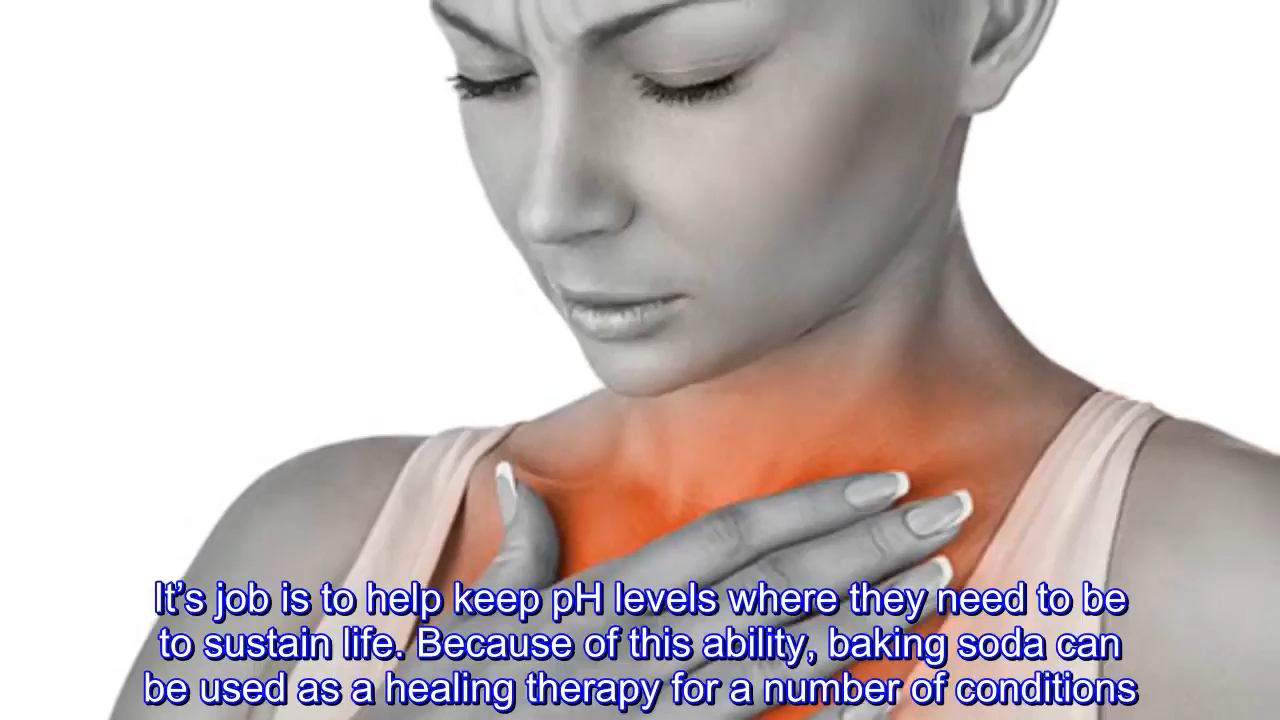 It's job is to help keep pH levels where they need to be
to sustain life. Because of this ability, baking soda can
be used as a healing therapy for a number of conditions